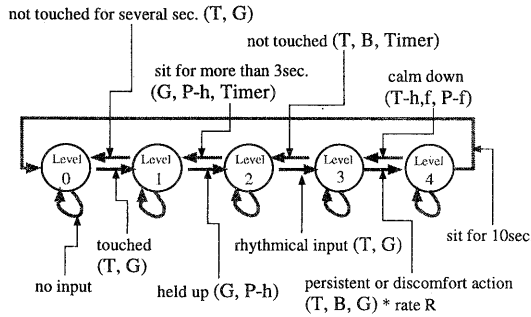 not touched for several sec. (T, G)
not touched (T, B, Timer)
sit for more than 3sec.
(G, P-h, Timer)
calm down
(T-h,f, P-f)
Level
0
Level
1
Level
2
Level
3
Level
4
sit for 10sec
touched
(T, G)
rhythmical input (T, G)
no input
held up (G, P-h)
persistent or discomfort action
(T, B, G) * rate R